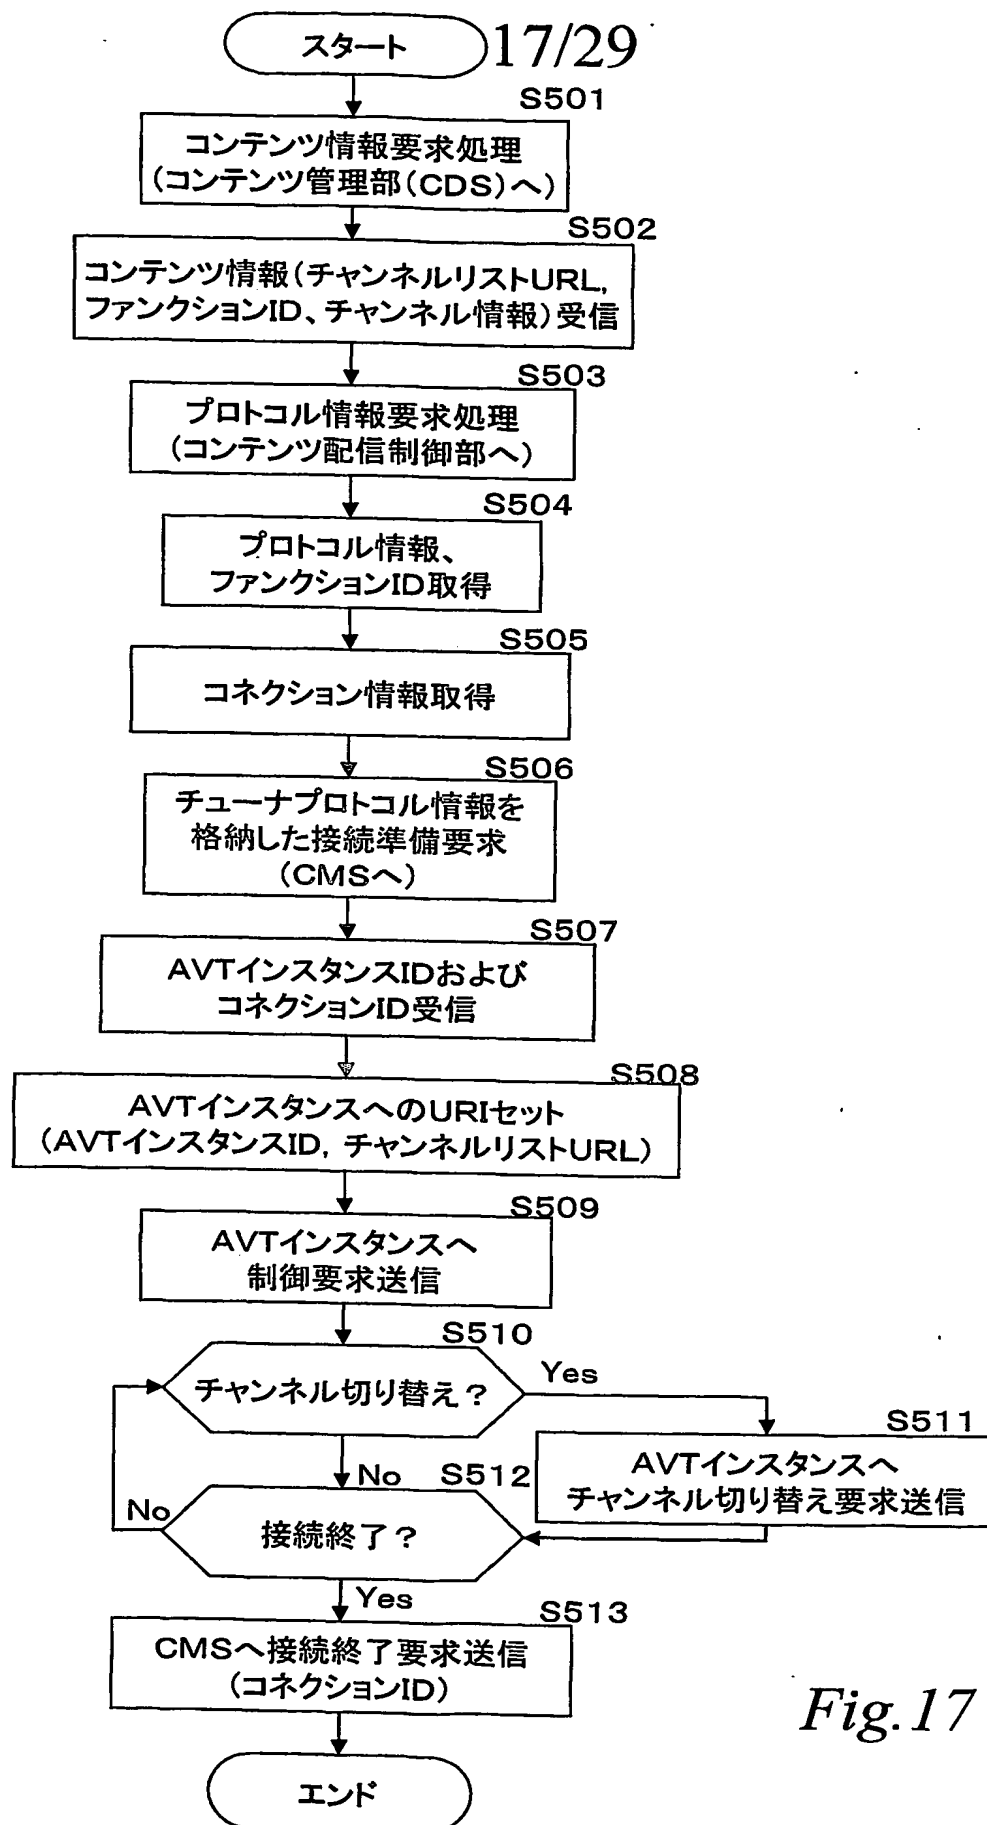 スタート
17/29
S501
コンテンツ情報要求処理
(コンテンツ管理部(CDS)へ)
S502
コンテンツ情報(チャンネルリストURL,
ファンクションID、チャンネル情報)受信
S503
プロトコル情報要求処理
(コンテンツ配信制御部へ)
S504
プロトコル情報、
ファンクションID取得
S505
コネクション情報取得
S506
チューナプロトコル情報を
格納した接続準備要求
(CMSへ)
S507
AVTインスタンスIDおよび
コネクションID受信
S508
AVTインスタンスへのURIセット
(AVTインスタンスID, チャンネルリストURL)
S509
AVTインスタンスへ
制御要求送信
S510
チャンネル切り替え?
Yes
S511
AVTインスタンスへ
チャンネル切り替え要求送信
No
S512
No
接続終了?
Yes
S513
CMSへ接続終了要求送信
(コネクションID)
Fig.17
エンド